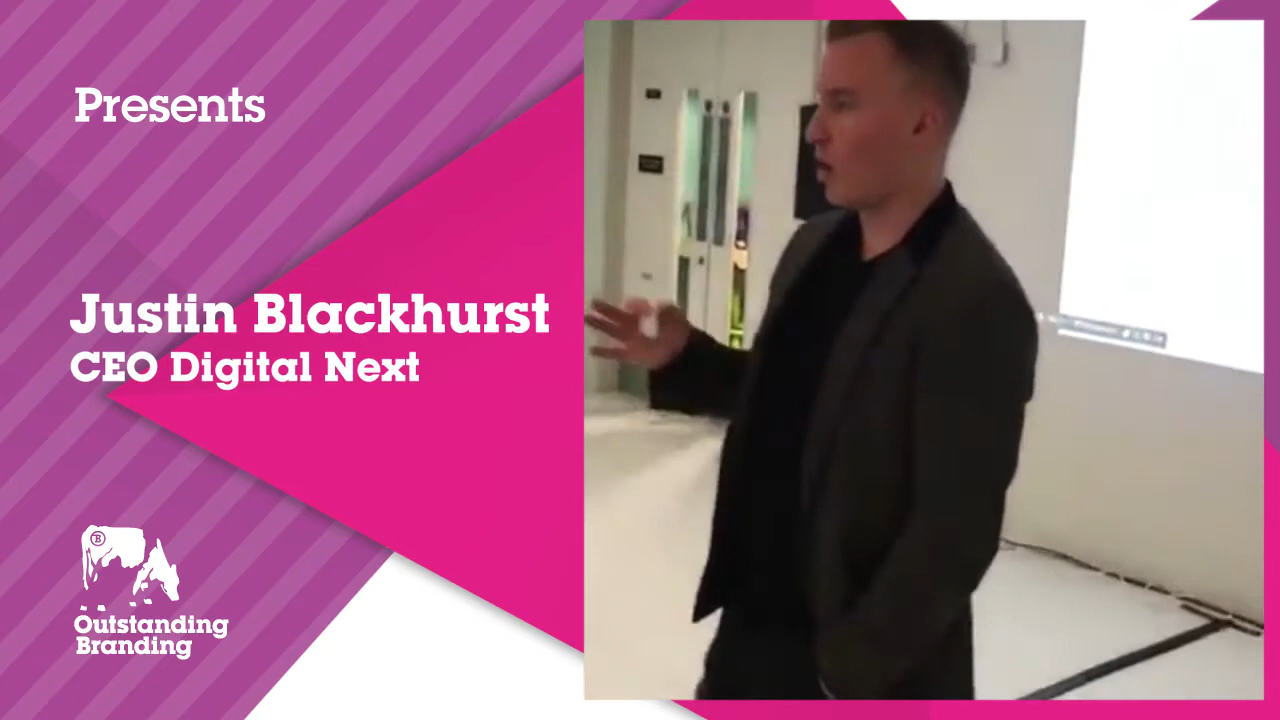 Presents
Justin Blackhurst
CEO Digital Next
B
Outstanding
Branding